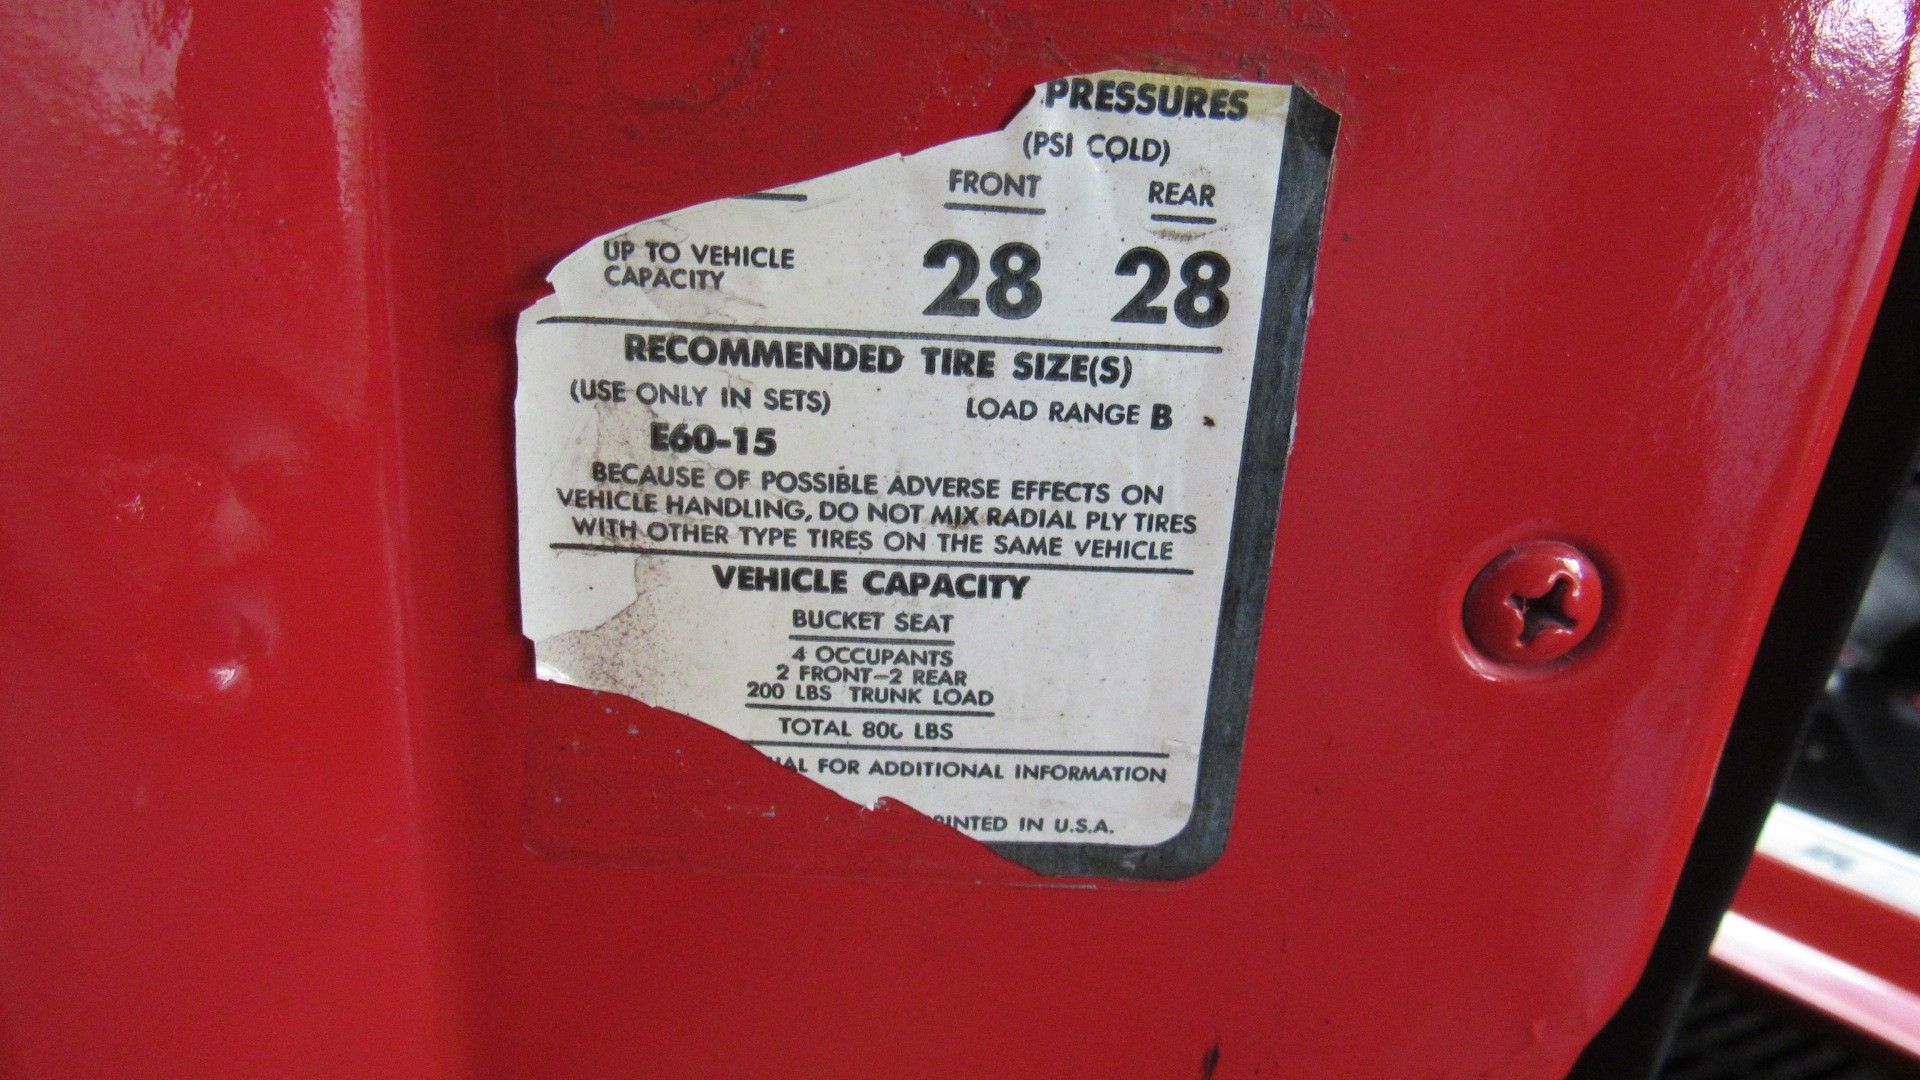 PRESSURES
(PSI COLD)
FRONT REAR
UP TO VEHICLE
CAPACITY
28 28
RECOMMENDED TIRE SIZE(S)
(USE ONLY IN SETS) LOAD RANGE B
E60-15
BECAUSE OF POSSIBLE ADVERSE EFFECTS ON
VEHICLE HANDLING, DO NOT MIX RADIAL PLY TIRES
WITH OTHER TYPE TIRES ON THE SAME VEHICLE
VEHICLE CAPACITY
BUCKET SEAT
4 OCCUPANTS
2 FRONT-2 REAR
200 LBS TRUNK LOAD
TOTAL 800 LBS
FOR ADDITIONAL INFORMATION
IN U.S.A.